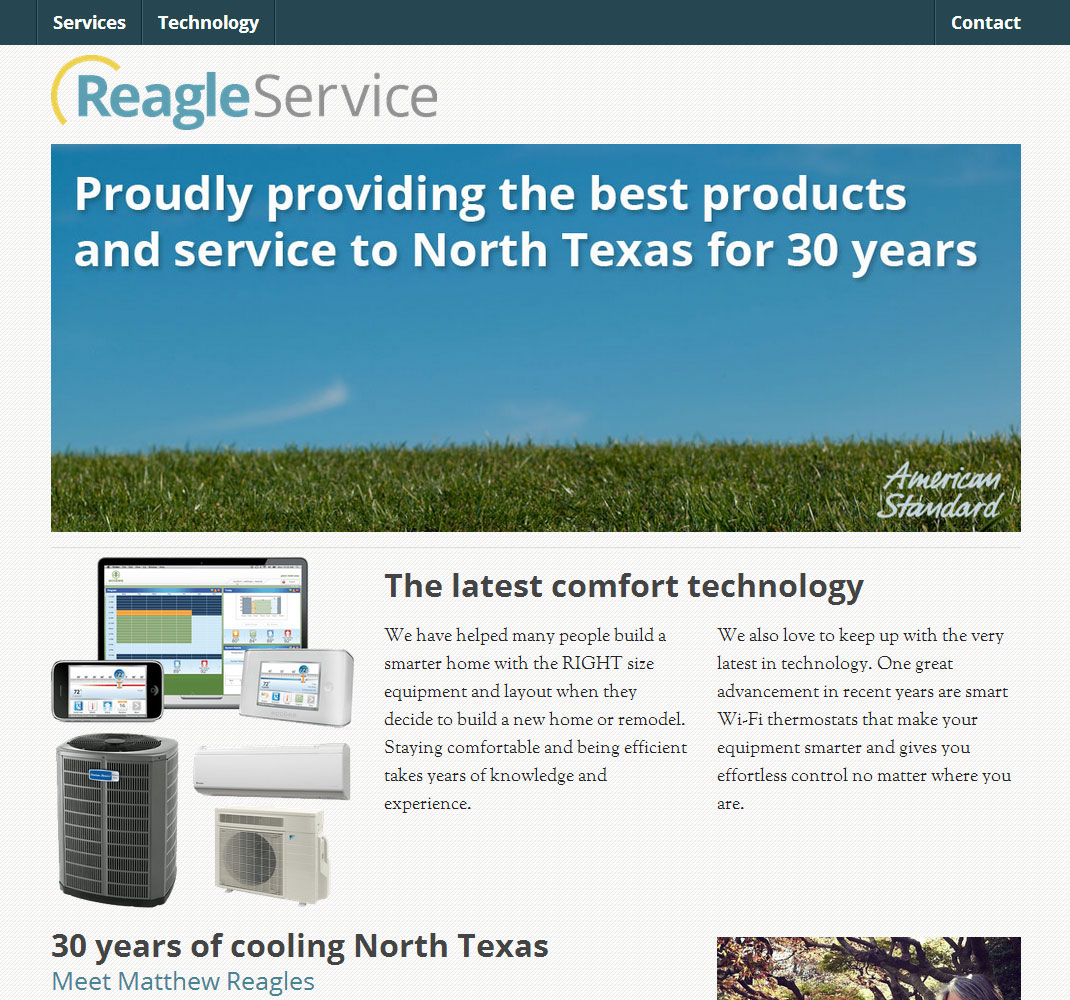 Services Technology Contact
ReagleService
Proudly providing the best products
and service to North Texas for 30 years
American
Standard
72°
72°
The latest comfort technology
We have helped many people build a
smarter home with the RIGHT size
equipment and layout when they
decide to build a new home or remodel.
Staying comfortable and being efficient
takes years of knowledge and
experience.
We also love to keep up with the very
latest in technology. One great
advancement in recent years are smart
Wi-Fi thermostats that make your
equipment smarter and gives you
effortless control no matter where you
are.
30 years of cooling North Texas
Meet Matthew Reagles